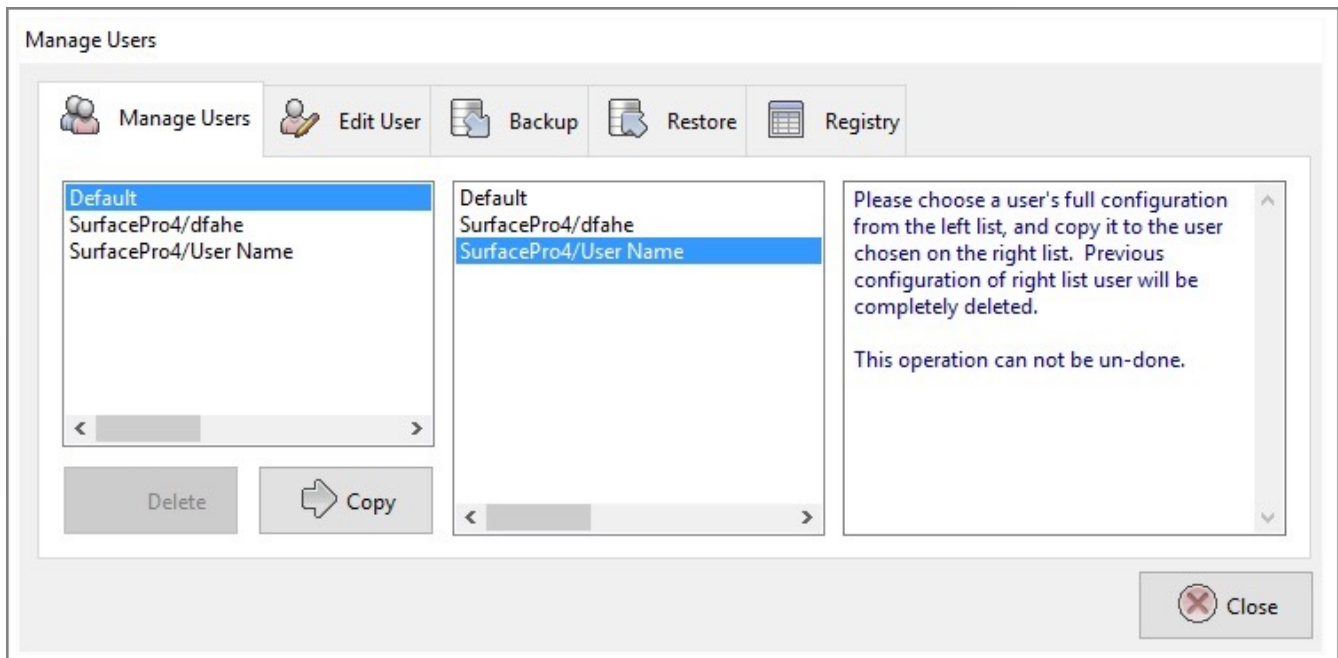 Manage Users
Manage Users
Edit User
Backup
Restore
Registry
Default
SurfacePro4/dfahe
SurfacePro4/User Name
Delete
Copy
Default
SurfacePro4/dfahe
SurfacePro4/User Name
Please choose a user's full configuration
from the left list, and copy it to the user
chosen on the right list.  Previous
configuration of right list user will be
completely deleted.
This operation can not be un-done.
Close